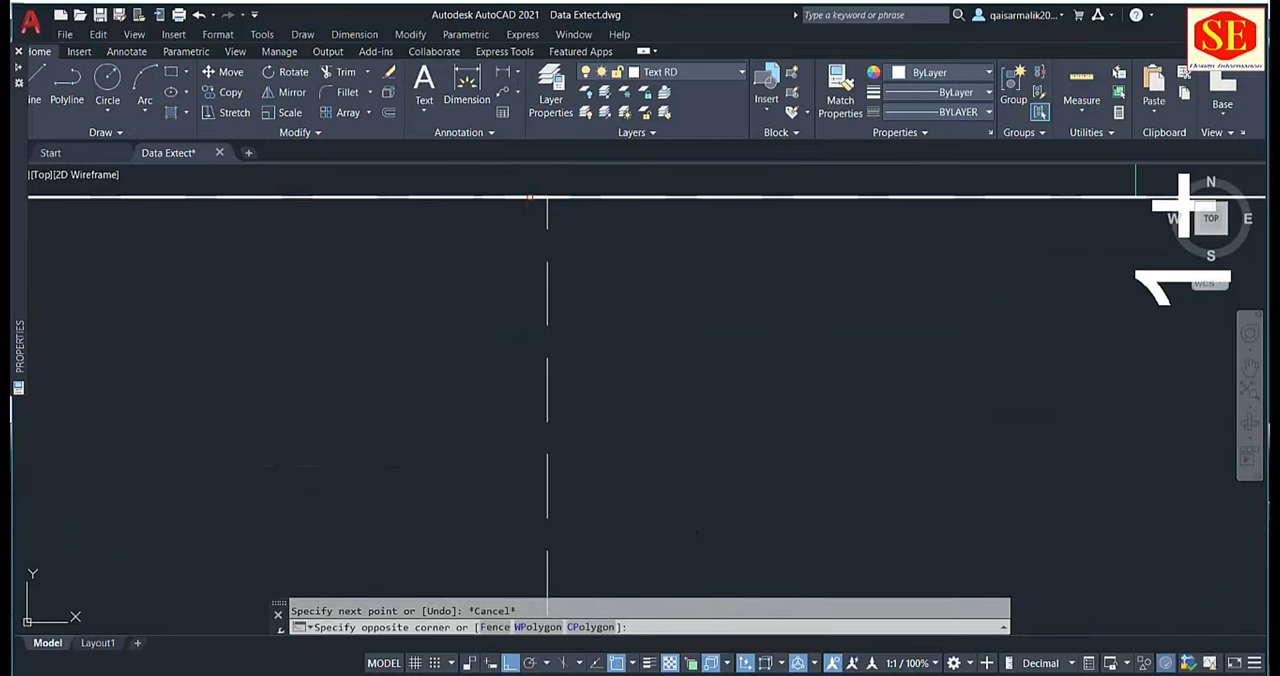 Autodesk AutoCAD 2021 Data Extect.dwg
Type a keyword or phrase
qaisarmalik20...
SE
File Edit View Insert Format Tools Draw Dimension Modify Parametric Express Window Help
Home Insert Annotate Parametric View Manage Output Add-ins Collaborate Express Tools Featured Apps
Polyline Circle Arc
Move Rotate Trim
Copy Mirror Fillet
Stretch Scale Array
Text Dimension
Layer Properties
Text RD
Insert
Match Properties
ByLayer
ByLayer
BYLAYER
Group
Measure
Paste
Base
Draw Modify Annotation Layers Block Properties Groups Utilities Clipboard View
Start Data Extect*
][Top][2D Wireframe]
N
W TOP E
S
WCS
1
PROPERTIES
Y
X
Specify next point or [Undo]: *Cancel*
Specify opposite corner or [Fence WPolygon CPolygon]:
Model Layout1
MODEL 1:1 / 100% Decimal